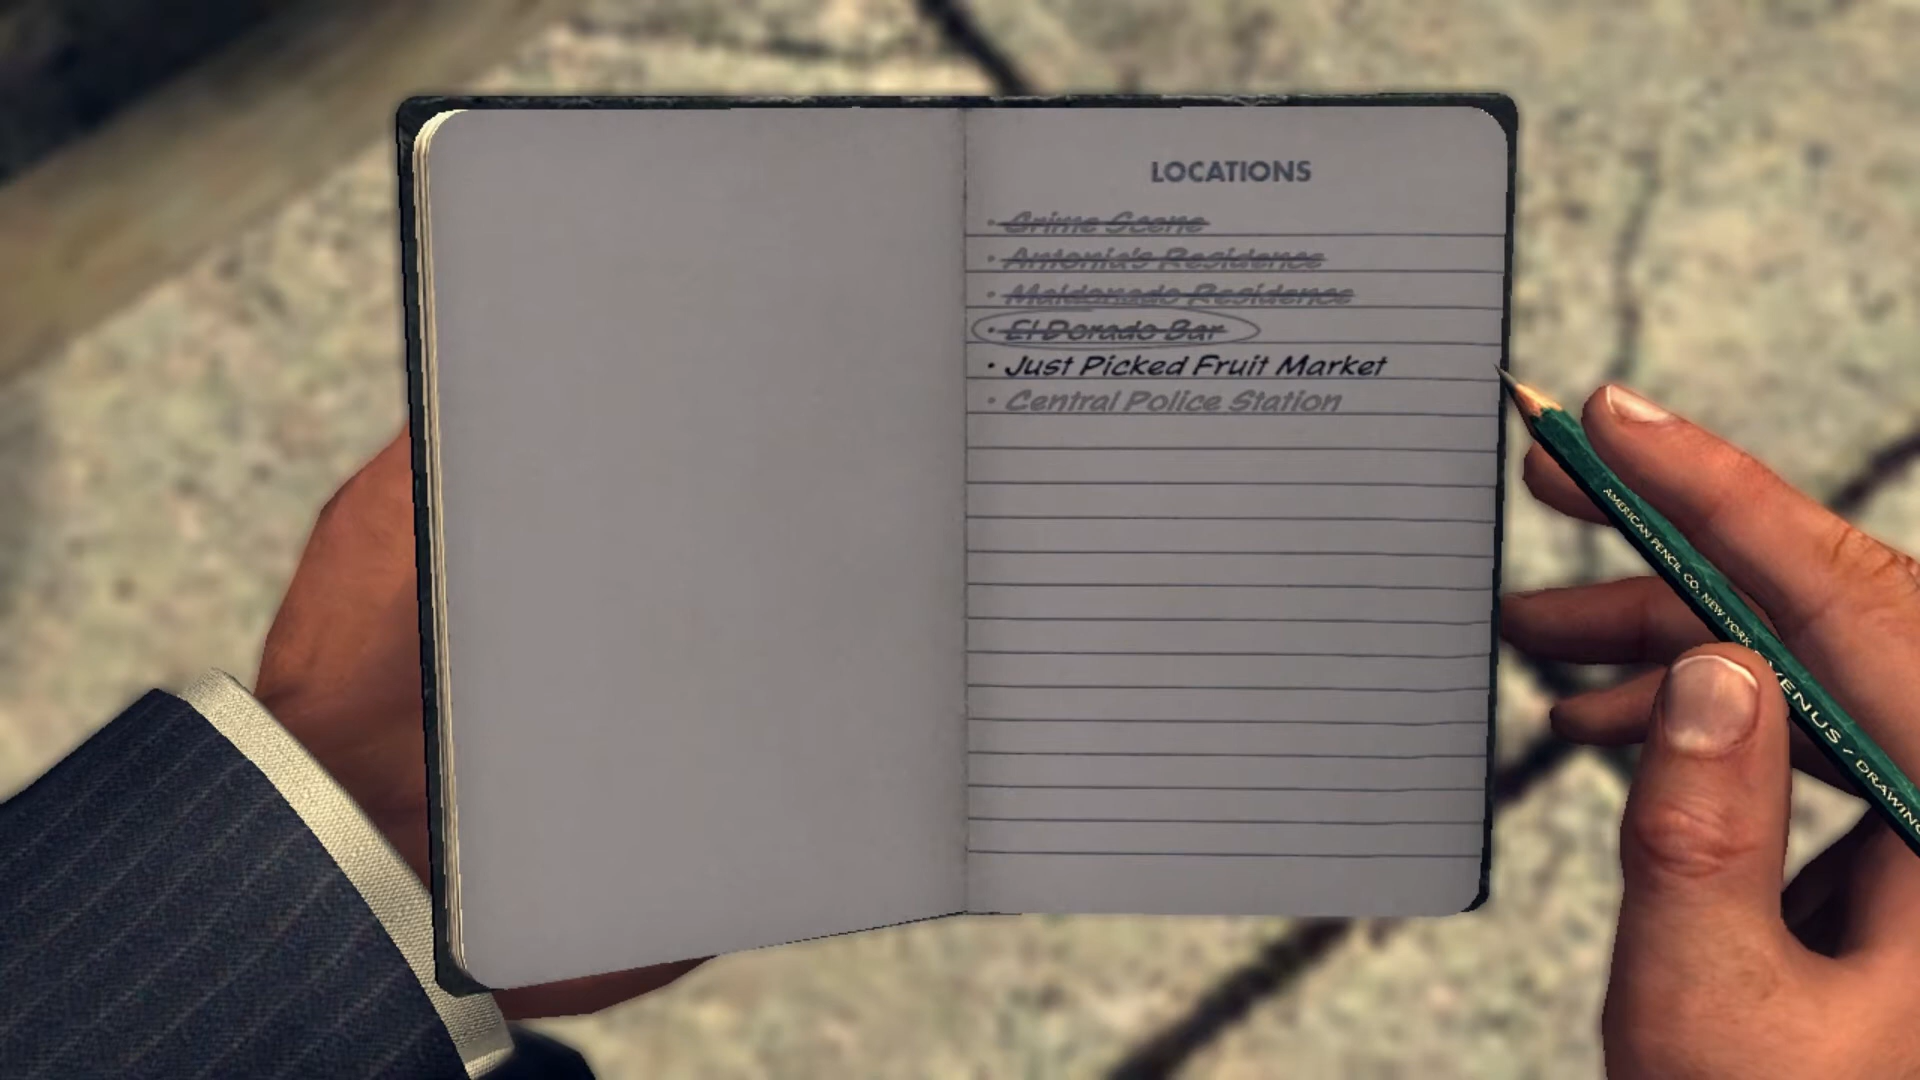 LOCATIONS
• Crime Scene
• Antonia's Residence
• Maldonado Residence
• El Dorado Bar
• Just Picked Fruit Market
• Central Police Station
AMERICAN PENCIL CO. NEW YORK VENUS / DRAWING